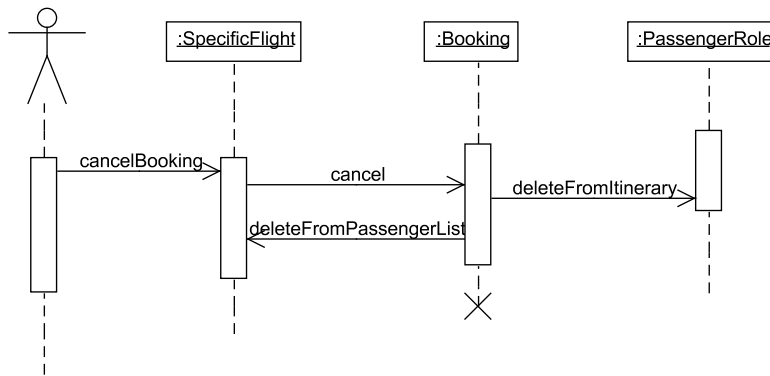 :SpecificFlight
:Booking
:PassengerRole
cancelBooking
cancel
deleteFromItinerary
deleteFromPassengerList